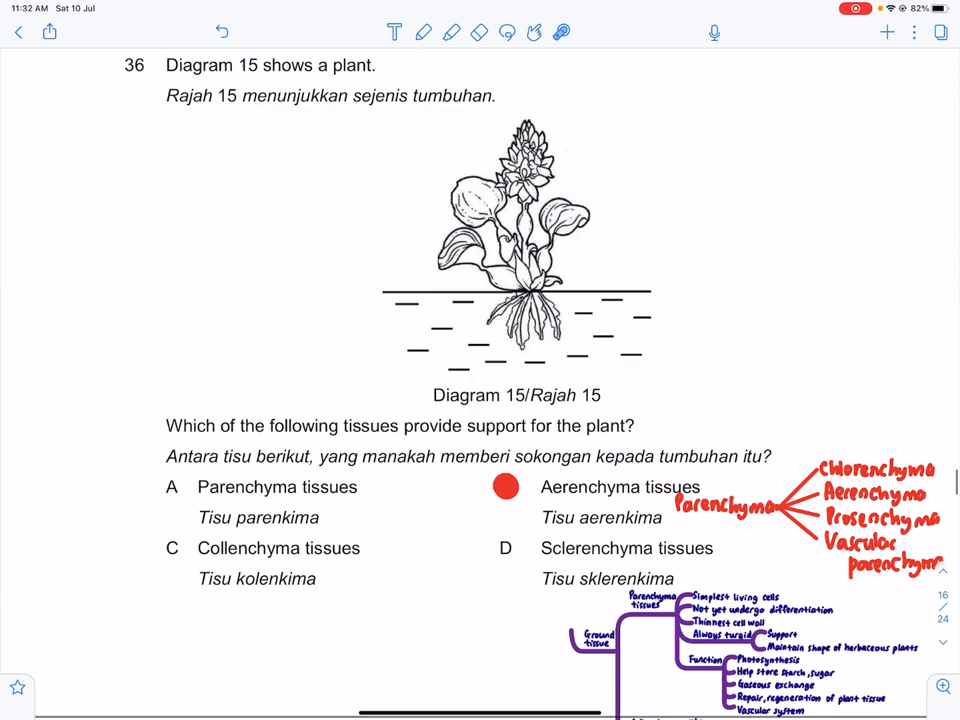 11:32 AM Sat 10 Jul
82%
T
36 Diagram 15 shows a plant.
Rajah 15 menunjukkan sejenis tumbuhan.
Diagram 15/Rajah 15
Which of the following tissues provide support for the plant?
Antara tisu berikut, yang manakah memberi sokongan kepada tumbuhan itu?
A Parenchyma tissues
Tisu parenkima
Aerenchyma tissues
Tisu aerenkima
C Collenchyma tissues
Tisu kolenkima
D Sclerenchyma tissues
Tisu sklerenkima
Parenchyma
Chlorenchyma
Aerenchyma
Prosenchyma
Vascular
parenchyma
16
/
24
Ground
tissue
Parenchyma
tissues
Simplest living cells
Not yet undergo differentiation
Thinnest cell wall
Always turgid
Support
Maintain shape of herbaceous plants
Function
Photosynthesis
Help store starch, sugar
Gaseous exchange
Repair, regeneration of plant tissue
Vascular system